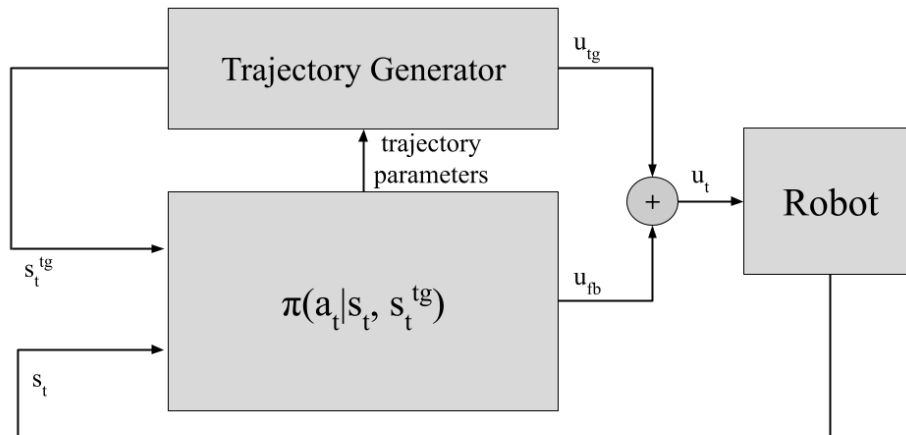 Trajectory Generator
u_tg
trajectory
parameters
u_t
+
Robot
s_t^tg
π(a_t|s_t, s_t^tg)
u_fb
s_t